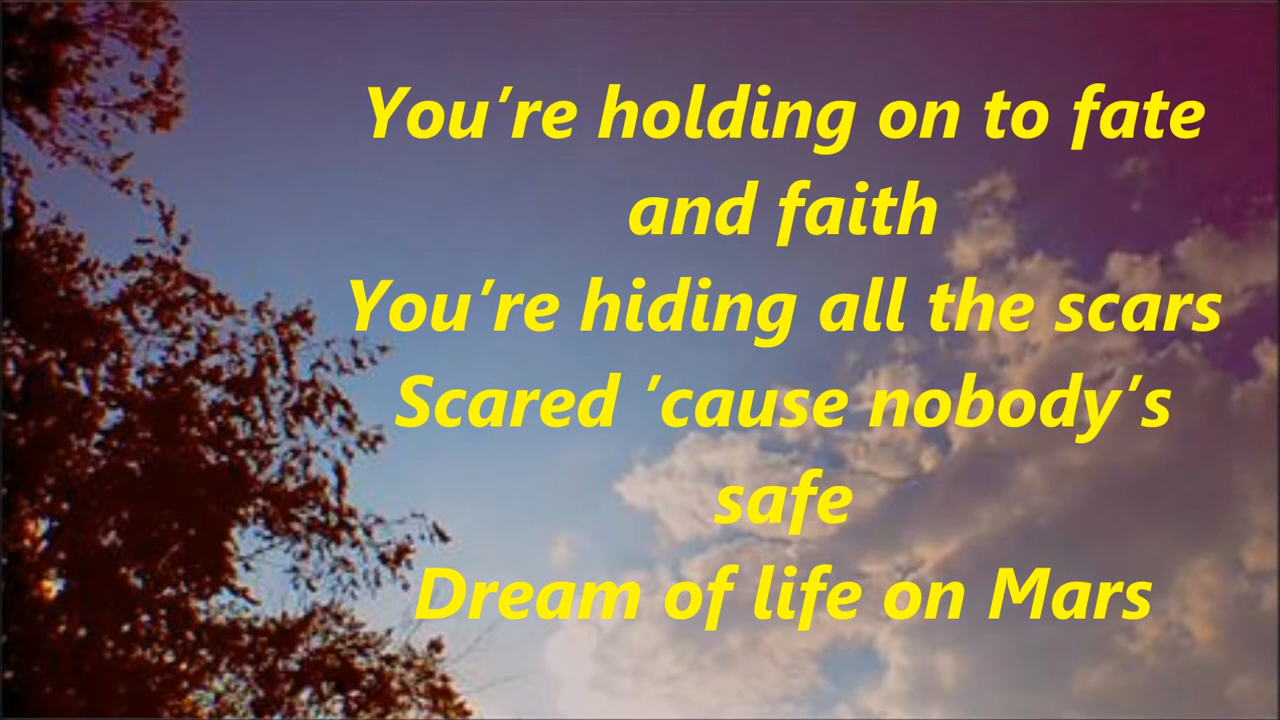 You’re holding on to fate
and faith
You’re hiding all the scars
Scared ’cause nobody’s
safe
Dream of life on Mars